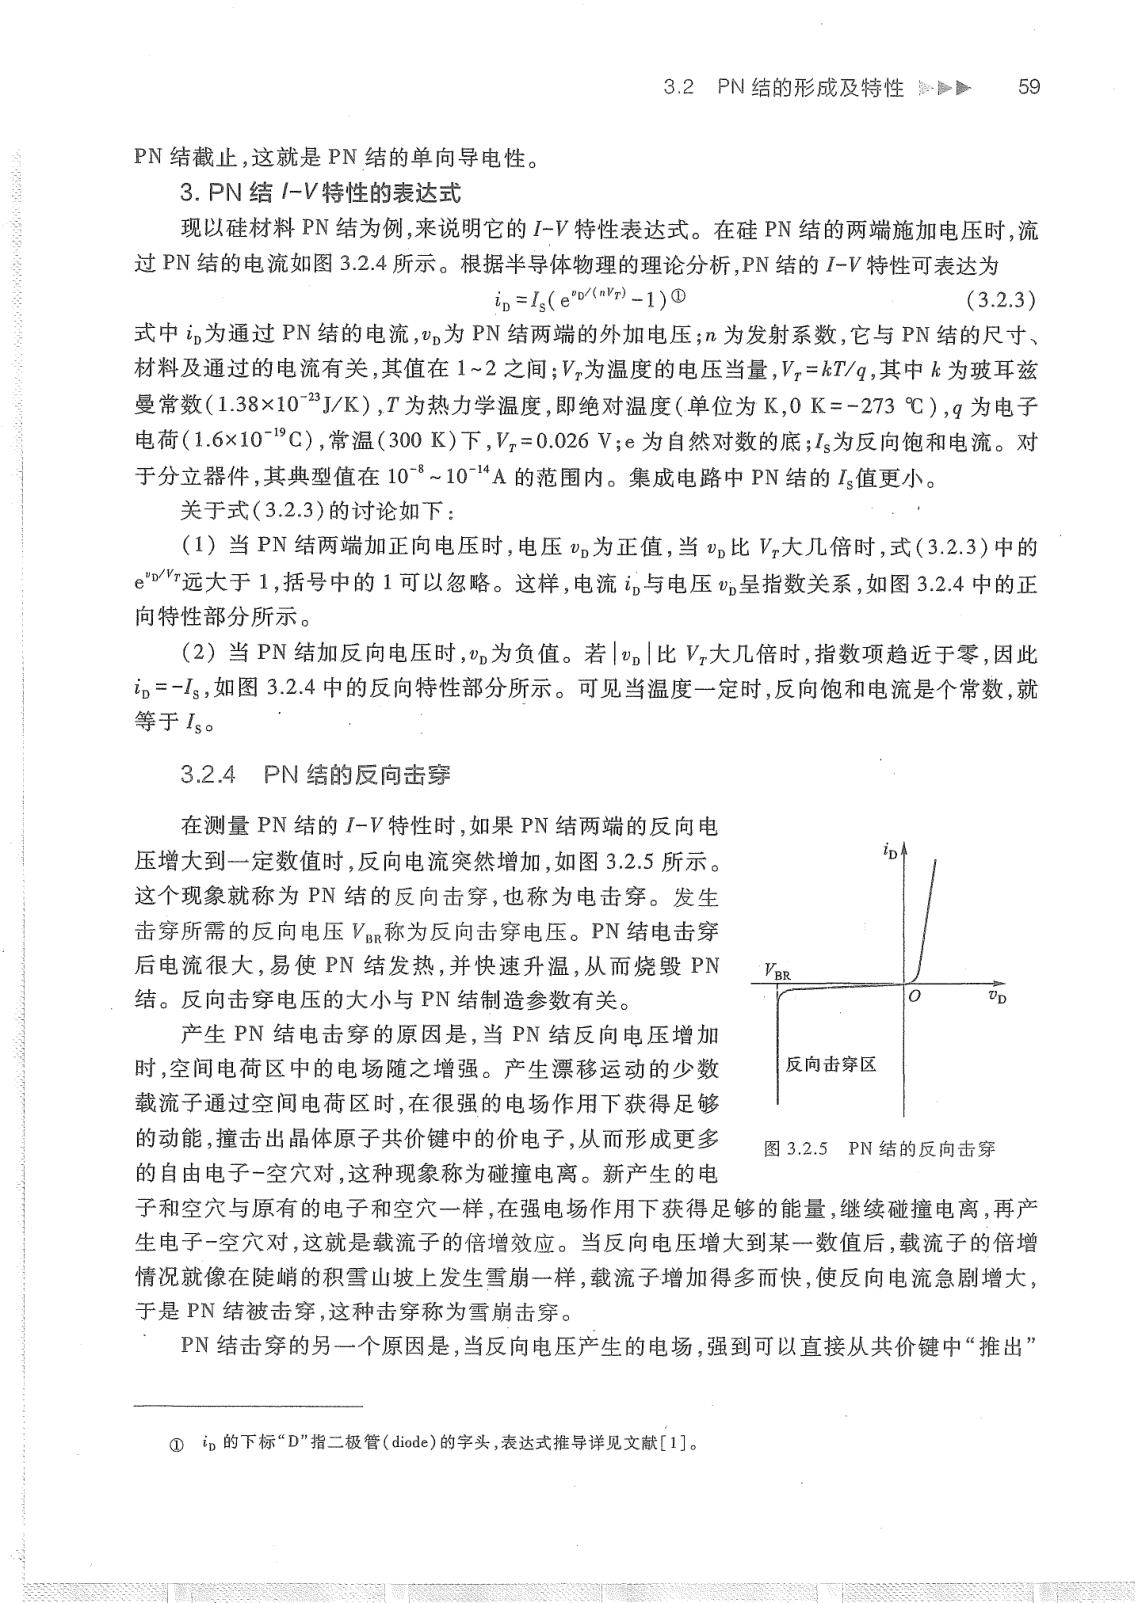 3.2 PN 结的形成及特性 ▶▶▶ 59
PN 结截止,这就是 PN 结的单向导电性。
3. PN 结 I-V 特性的表达式
现以硅材料 PN 结为例,来说明它的 I-V 特性表达式。在硅 PN 结的两端施加电压时,流
过 PN 结的电流如图 3.2.4 所示。根据半导体物理的理论分析,PN 结的 I-V 特性可表达为
i_D = I_S(e^{v_D/(nV_T)} -1)① (3.2.3)
式中 i_D为通过 PN 结的电流,v_D为 PN 结两端的外加电压;n 为发射系数,它与 PN 结的尺寸、
材料及通过的电流有关,其值在 1~2 之间;V_T为温度的电压当量,V_T=kT/q,其中 k 为玻耳兹
曼常数(1.38×10⁻²³J/K),T 为热力学温度,即绝对温度(单位为 K,0 K=-273 ℃),q 为电子
电荷(1.6×10⁻¹⁹C),常温(300 K)下,V_T=0.026 V;e 为自然对数的底;I_S为反向饱和电流。对
于分立器件,其典型值在 10⁻⁸~10⁻¹⁴A 的范围内。集成电路中 PN 结的 I_S值更小。
关于式(3.2.3)的讨论如下:
(1) 当 PN 结两端加正向电压时,电压 v_D为正值,当 v_D比 V_T大几倍时,式(3.2.3)中的
e^{v_D/V_T}远大于 1,括号中的 1 可以忽略。这样,电流 i_D与电压 v_D呈指数关系,如图 3.2.4 中的正
向特性部分所示。
(2) 当 PN 结加反向电压时,v_D为负值。若|v_D|比 V_T大几倍时,指数项趋近于零,因此
i_D=-I_S,如图 3.2.4 中的反向特性部分所示。可见当温度一定时,反向饱和电流是个常数,就
等于 I_S。
3.2.4 PN 结的反向击穿
在测量 PN 结的 I-V 特性时,如果 PN 结两端的反向电
压增大到一定数值时,反向电流突然增加,如图 3.2.5 所示。
这个现象就称为 PN 结的反向击穿,也称为电击穿。发生
击穿所需的反向电压 V_BR称为反向击穿电压。PN 结电击穿
后电流很大,易使 PN 结发热,并快速升温,从而烧毁 PN
结。反向击穿电压的大小与 PN 结制造参数有关。
产生 PN 结电击穿的原因是,当 PN 结反向电压增加
时,空间电荷区中的电场随之增强。产生漂移运动的少数
载流子通过空间电荷区时,在很强的电场作用下获得足够
的动能,撞击出晶体原子共价键中的价电子,从而形成更多
的自由电子-空穴对,这种现象称为碰撞电离。新产生的电
i_D
V_BR
O
v_D
反向击穿区
图 3.2.5 PN 结的反向击穿
子和空穴与原有的电子和空穴一样,在强电场作用下获得足够的能量,继续碰撞电离,再产
生电子-空穴对,这就是载流子的倍增效应。当反向电压增大到某一数值后,载流子的倍增
情况就像在陡峭的积雪山坡上发生雪崩一样,载流子增加得多而快,使反向电流急剧增大,
于是 PN 结被击穿,这种击穿称为雪崩击穿。
PN 结击穿的另一个原因是,当反向电压产生的电场,强到可以直接从共价键中“推出”
① i_D 的下标“D”指二极管(diode)的字头,表达式推导详见文献[1]。